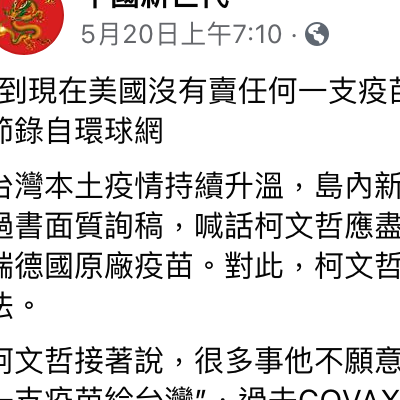 中國新世代
5月20日上午7:10 ·
到現在美國沒有賣任何一支疫苗
節錄自環球網
台灣本土疫情持續升溫，島內新
過書面質詢稿，喊話柯文哲應盡
瑞德國原廠疫苗。對此，柯文哲
法。
柯文哲接著說，很多事他不願意
一支疫苗給台灣”，過去COVAX